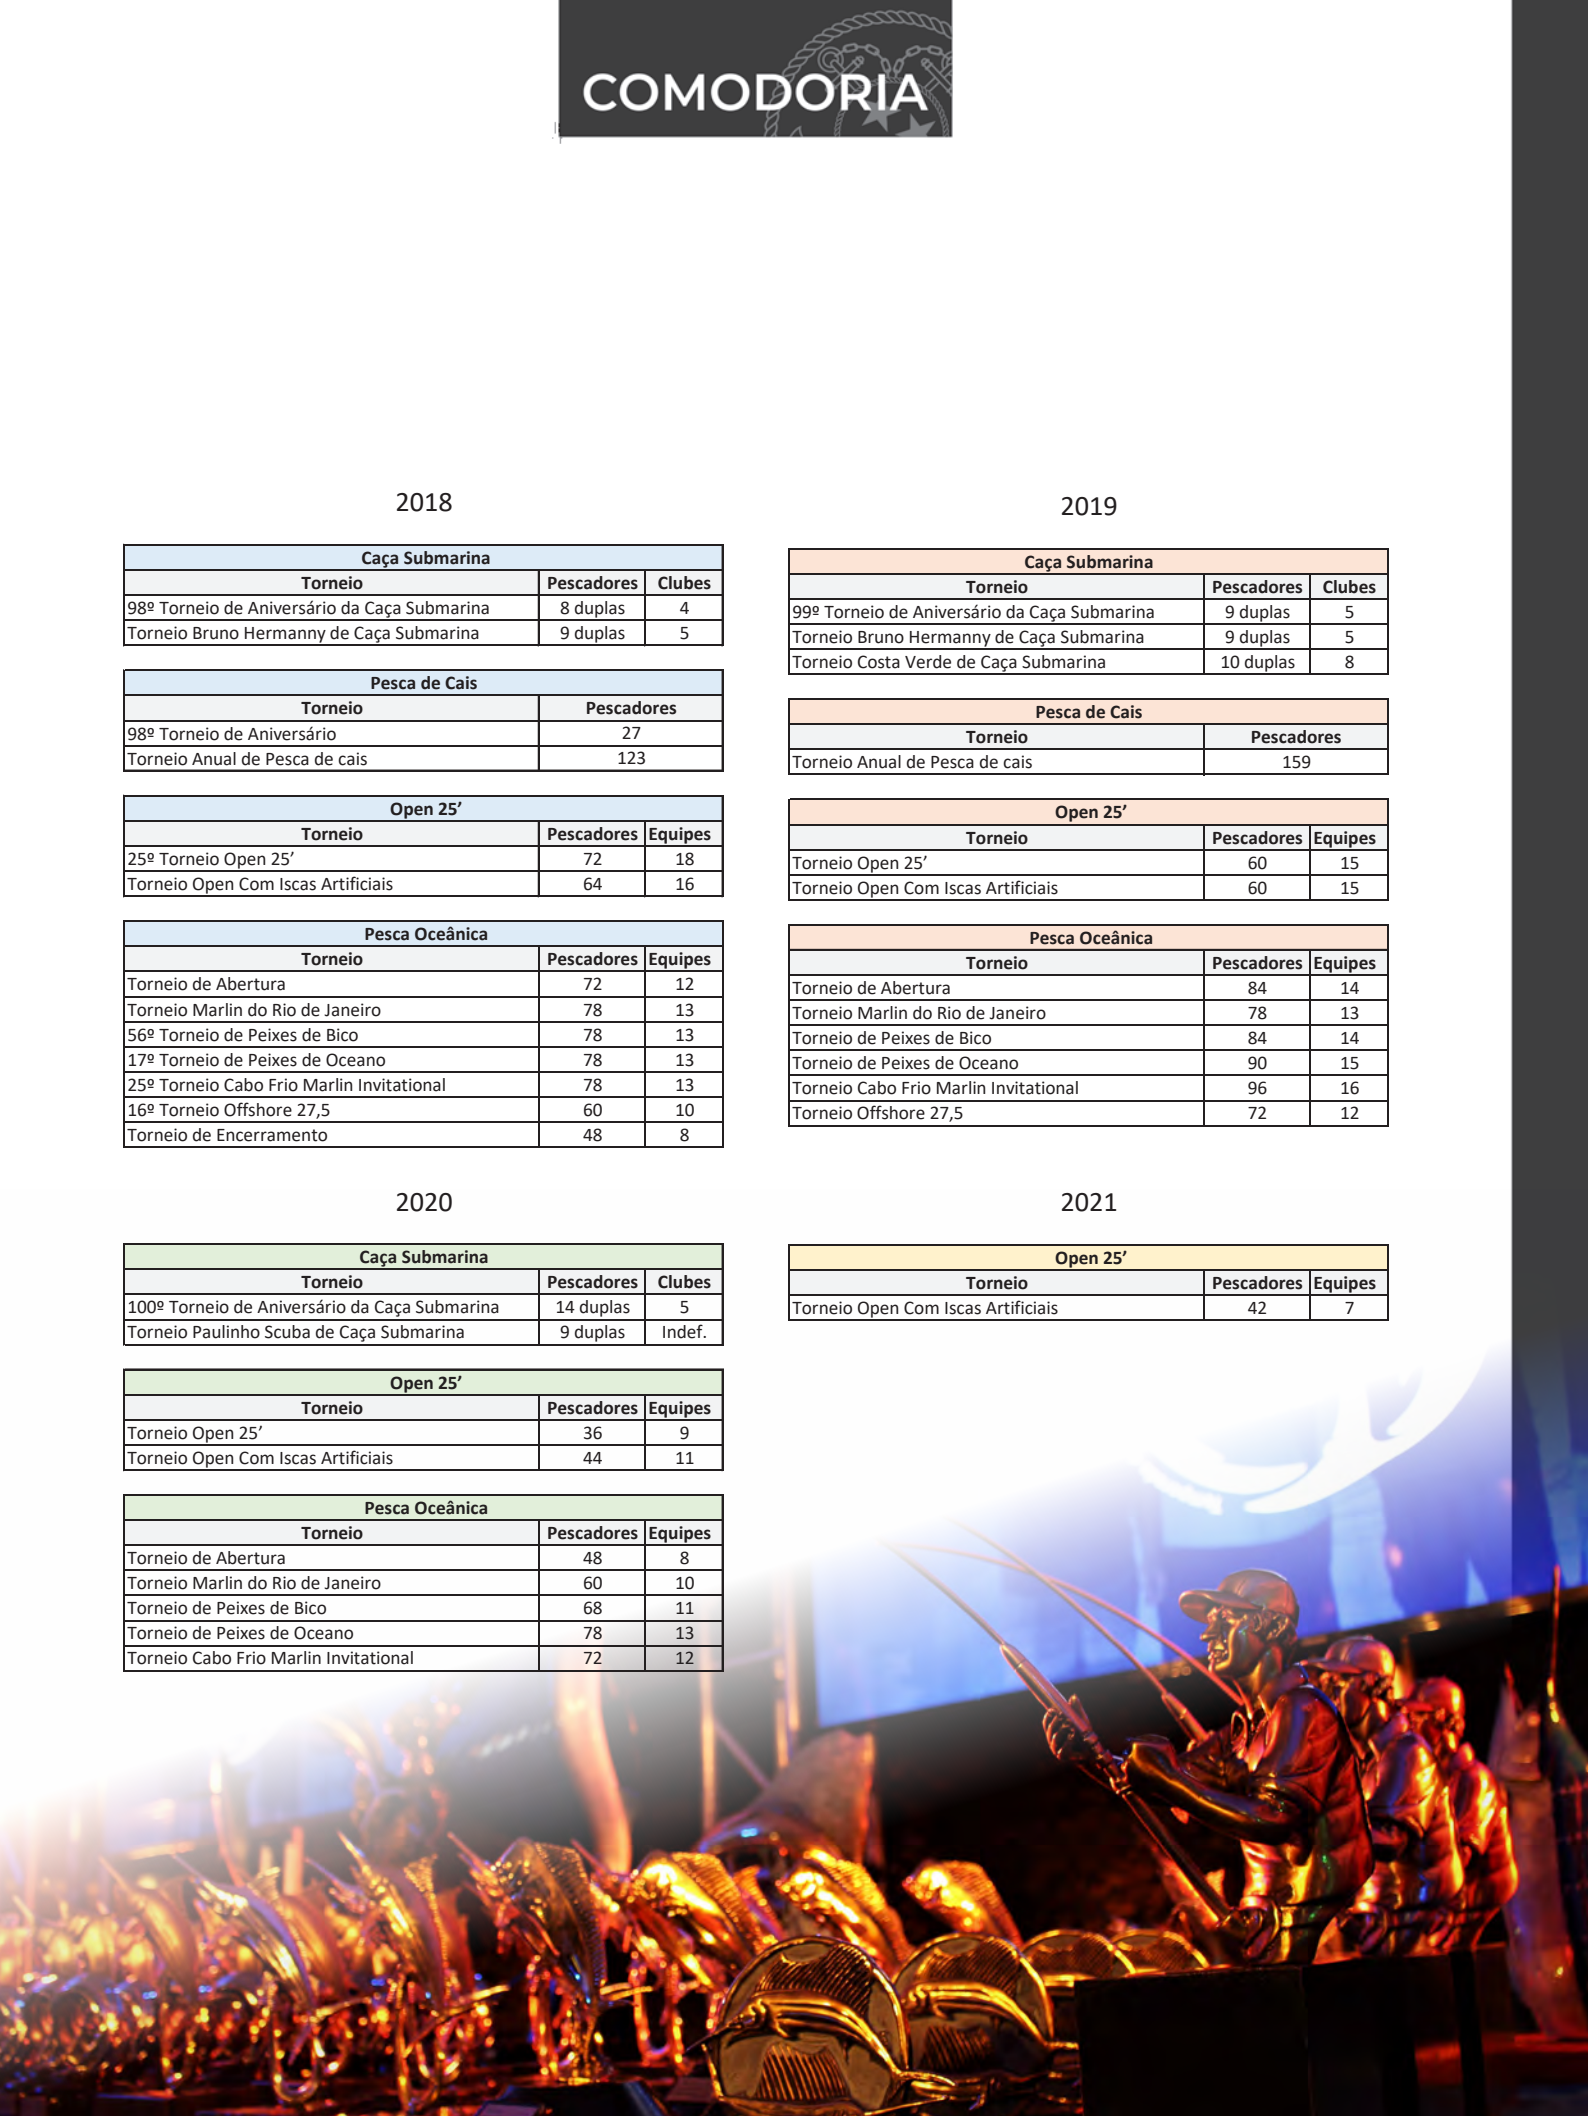 COMODORIA
2018
Caça Submarina
Torneio Pescadores Clubes
98º Torneio de Aniversário da Caça Submarina 8 duplas 4
Torneio Bruno Hermanny de Caça Submarina 9 duplas 5
Pesca de Cais
Torneio Pescadores
98º Torneio de Aniversário 27
Torneio Anual de Pesca de cais 123
Open 25’
Torneio Pescadores Equipes
25º Torneio Open 25’ 72 18
Torneio Open Com Iscas Artificiais 64 16
Pesca Oceânica
Torneio Pescadores Equipes
Torneio de Abertura 72 12
Torneio Marlin do Rio de Janeiro 78 13
56º Torneio de Peixes de Bico 78 13
17º Torneio de Peixes de Oceano 78 13
25º Torneio Cabo Frio Marlin Invitational 78 13
16º Torneio Offshore 27,5 60 10
Torneio de Encerramento 48 8
2019
Caça Submarina
Torneio Pescadores Clubes
99º Torneio de Aniversário da Caça Submarina 9 duplas 5
Torneio Bruno Hermanny de Caça Submarina 9 duplas 5
Torneio Costa Verde de Caça Submarina 10 duplas 8
Pesca de Cais
Torneio Pescadores
Torneio Anual de Pesca de cais 159
Open 25’
Torneio Pescadores Equipes
Torneio Open 25’ 60 15
Torneio Open Com Iscas Artificiais 60 15
Pesca Oceânica
Torneio Pescadores Equipes
Torneio de Abertura 84 14
Torneio Marlin do Rio de Janeiro 78 13
Torneio de Peixes de Bico 84 14
Torneio de Peixes de Oceano 90 15
Torneio Cabo Frio Marlin Invitational 96 16
Torneio Offshore 27,5 72 12
2020
Caça Submarina
Torneio Pescadores Clubes
100º Torneio de Aniversário da Caça Submarina 14 duplas 5
Torneio Paulinho Scuba de Caça Submarina 9 duplas Indef.
Open 25’
Torneio Pescadores Equipes
Torneio Open 25’ 36 9
Torneio Open Com Iscas Artificiais 44 11
Pesca Oceânica
Torneio Pescadores Equipes
Torneio de Abertura 48 8
Torneio Marlin do Rio de Janeiro 60 10
Torneio de Peixes de Bico 68 11
Torneio de Peixes de Oceano 78 13
Torneio Cabo Frio Marlin Invitational 72 12
2021
Open 25’
Torneio Pescadores Equipes
Torneio Open Com Iscas Artificiais 42 7